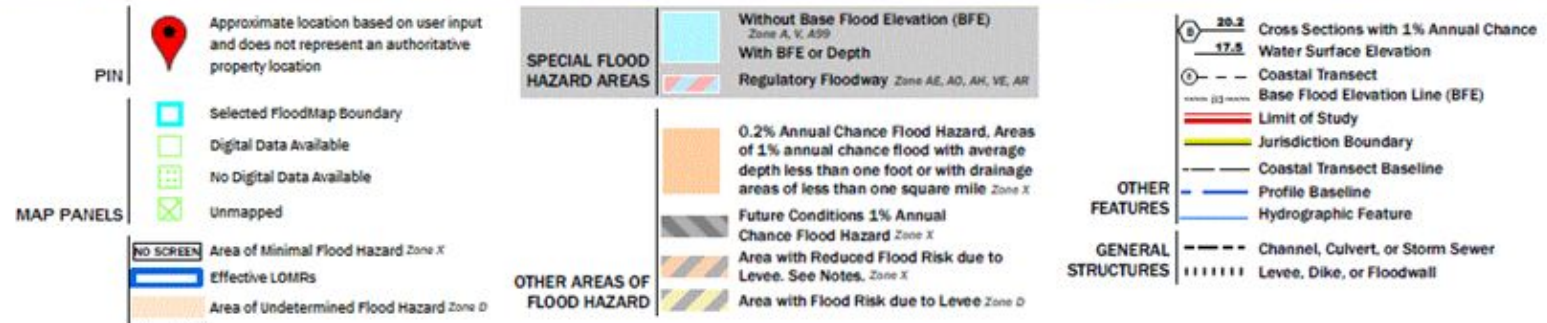 PIN
Approximate location based on user input
and does not represent an authoritative
property location
MAP PANELS
Selected FloodMap Boundary
Digital Data Available
No Digital Data Available
Unmapped
NO SCREEN Area of Minimal Flood Hazard Zone X
Effective LOMRs
Area of Undetermined Flood Hazard Zone D
SPECIAL FLOOD
HAZARD AREAS
Without Base Flood Elevation (BFE)
Zone A, V, A99
With BFE or Depth
Regulatory Floodway Zone AE, AO, AH, VE, AR
OTHER AREAS OF
FLOOD HAZARD
0.2% Annual Chance Flood Hazard, Areas
of 1% annual chance flood with average
depth less than one foot or with drainage
areas of less than one square mile Zone X
Future Conditions 1% Annual
Chance Flood Hazard Zone X
Area with Reduced Flood Risk due to
Levee. See Notes. Zone X
Area with Flood Risk due to Levee Zone D
OTHER
FEATURES
20.2 Cross Sections with 1% Annual Chance
17.5 Water Surface Elevation
Coastal Transect
Base Flood Elevation Line (BFE)
Limit of Study
Jurisdiction Boundary
Coastal Transect Baseline
Profile Baseline
Hydrographic Feature
GENERAL
STRUCTURES
Channel, Culvert, or Storm Sewer
Levee, Dike, or Floodwall